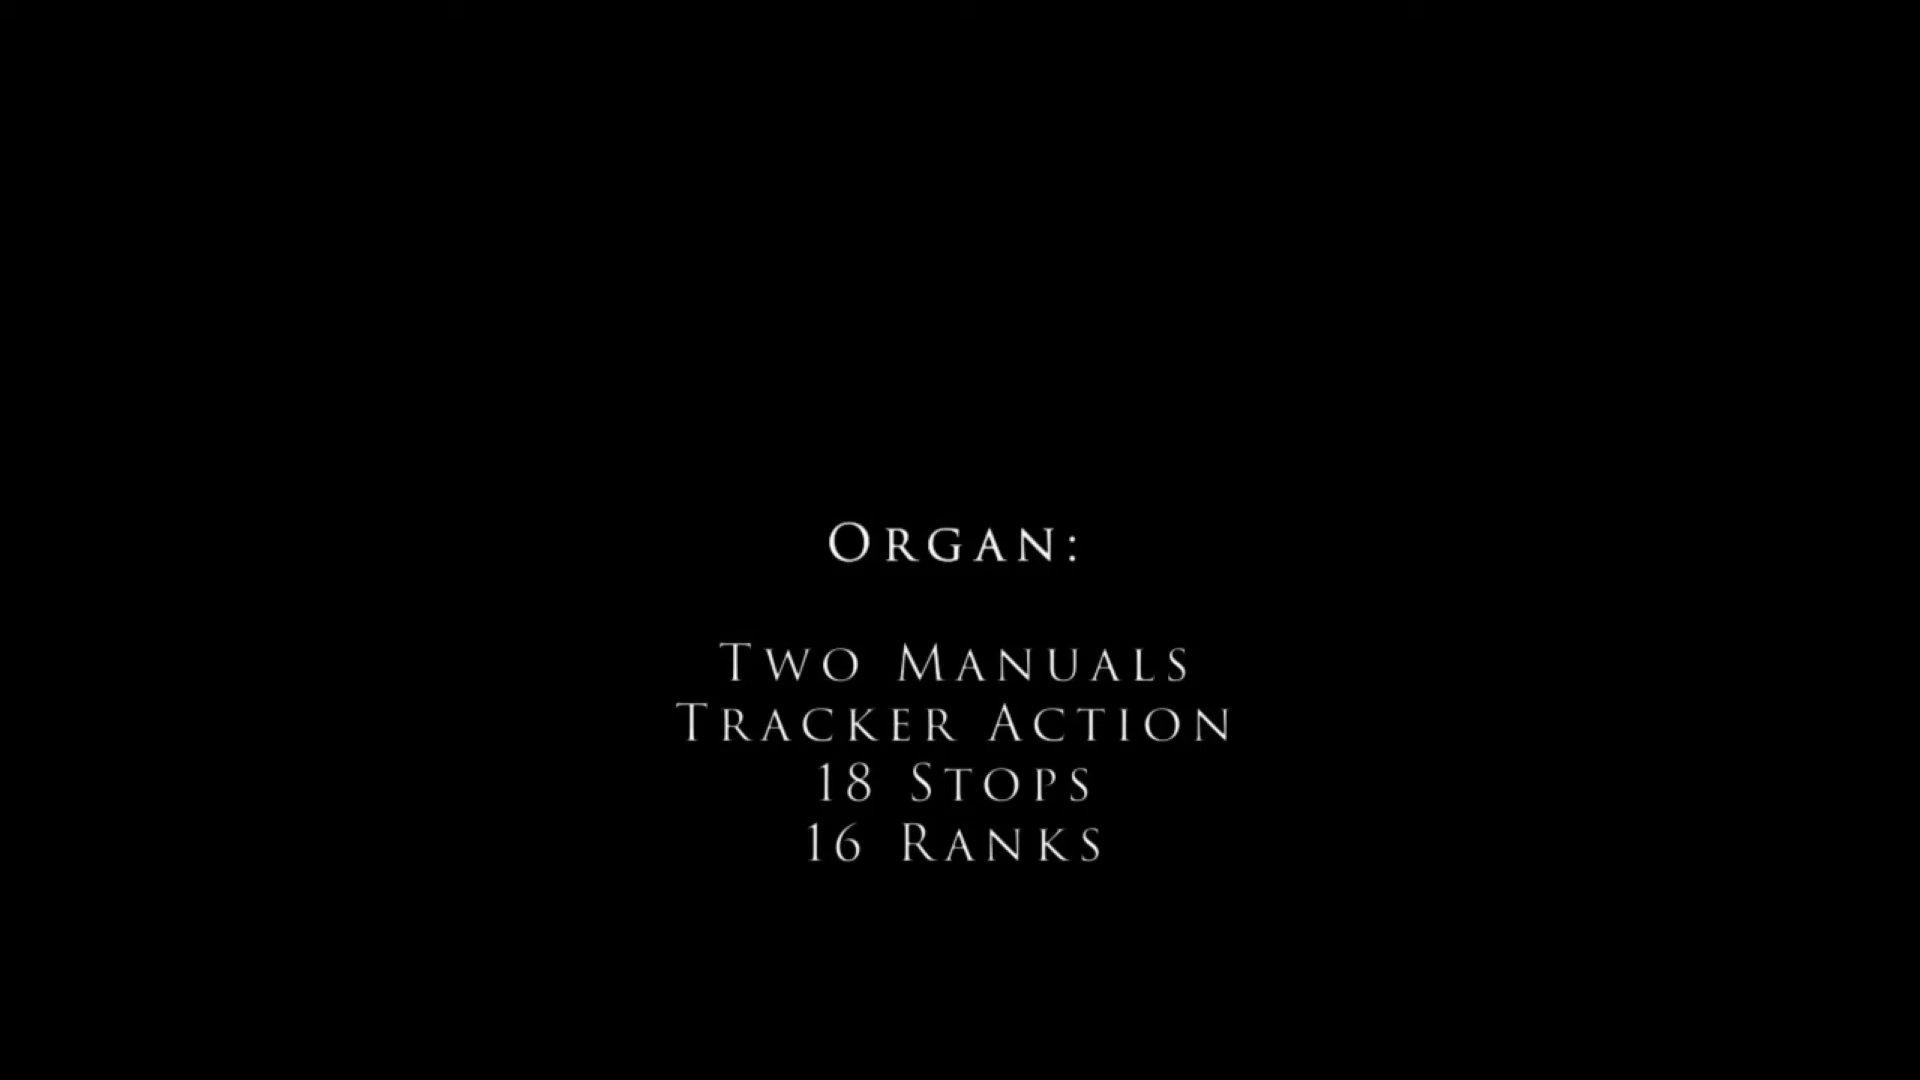 Organ:
Two Manuals
Tracker Action
18 Stops
16 Ranks